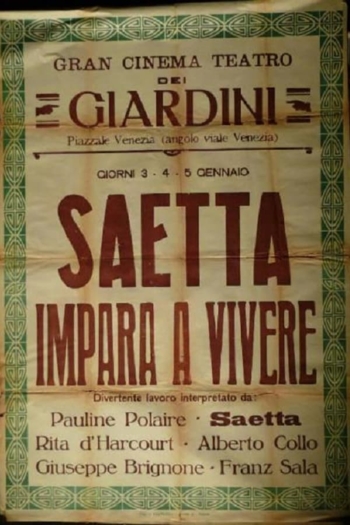 GRAN CINEMA TEATRO
DEI
GIARDINI
Piazzale Venezia (angolo viale Venezia)
GIORNI 3 - 4 - 5 GENNAIO
SAETTA
IMPARA A VIVERE
Divertente lavoro interpretato da:
Pauline Polaire - Saetta
Rita d'Harcourt - Alberto Collo
Giuseppe Brignone - Franz Sala